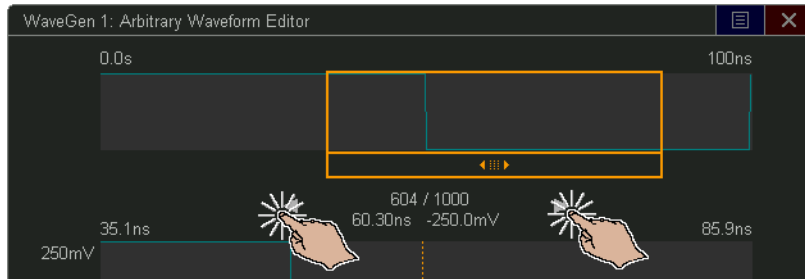 WaveGen 1: Arbitrary Waveform Editor
0.0s 100ns
604 / 1000
60.30ns -250.0mV
35.1ns 85.9ns
250mV